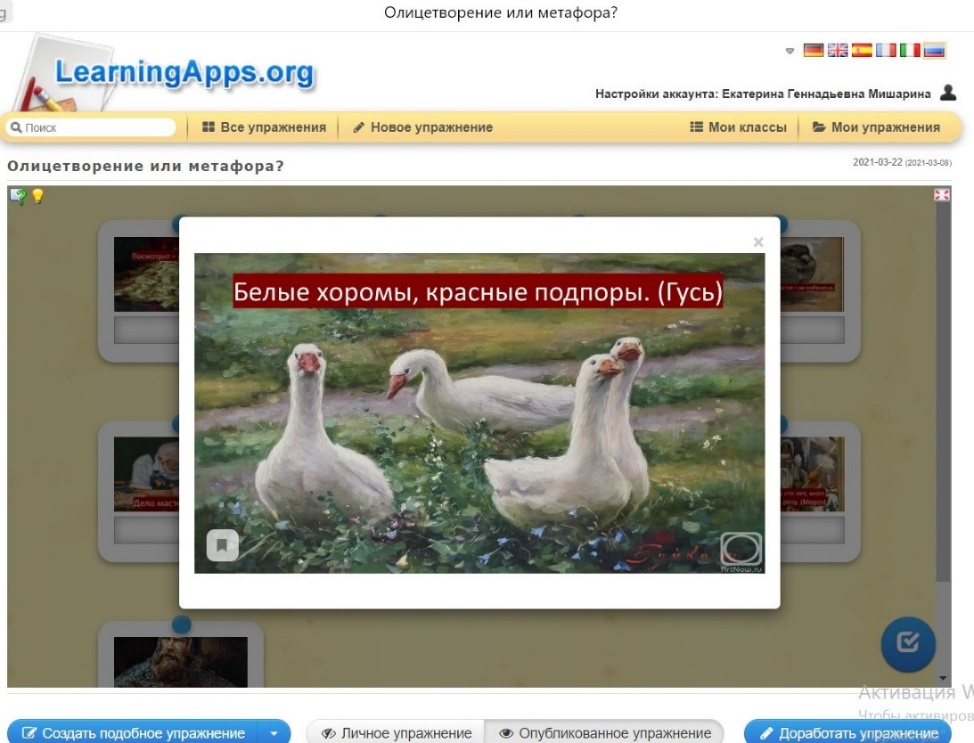 Олицетворение или метафора?
LearningApps.org
Настройки аккаунта: Екатерина Геннадьевна Мишарина
Поиск
Все упражнения
Новое упражнение
Мои классы
Мои упражнения
Олицетворение или метафора?
2021-03-22 (2021-03-08)
Белые хоромы, красные подпоры. (Гусь)
Дело маст
ArtNow.ru
Активация W
Чтобы активиров
Создать подобное упражнение
Личное упражнение
Опубликованное упражнение
Доработать упражнение